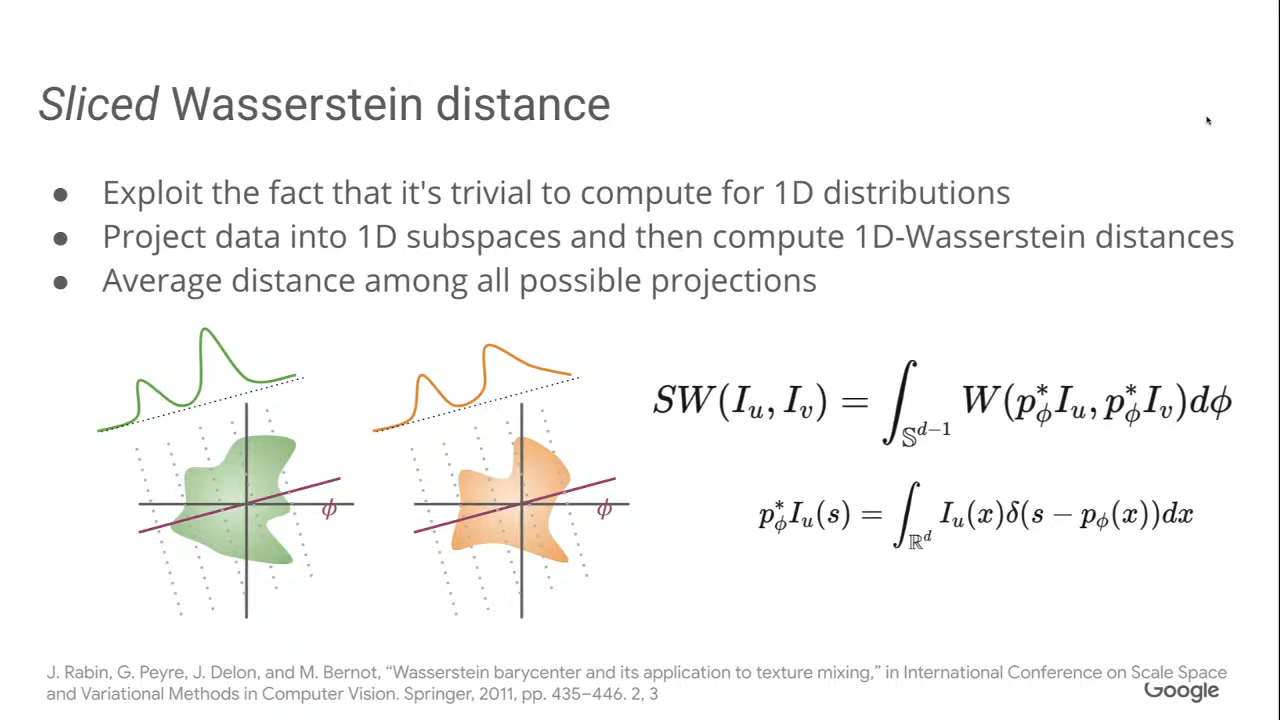 Sliced Wasserstein distance
● Exploit the fact that it's trivial to compute for 1D distributions
● Project data into 1D subspaces and then compute 1D-Wasserstein distances
● Average distance among all possible projections
ϕ
ϕ
SW(I_u, I_v) = ∫_{𝕊^{d−1}} W(p*_ϕ I_u, p*_ϕ I_v)dϕ
p*_ϕ I_u(s) = ∫_{ℝ^d} I_u(x)δ(s − p_ϕ(x))dx
J. Rabin, G. Peyre, J. Delon, and M. Bernot, “Wasserstein barycenter and its application to texture mixing,” in International Conference on Scale Space
and Variational Methods in Computer Vision. Springer, 2011, pp. 435–446. 2, 3
Google